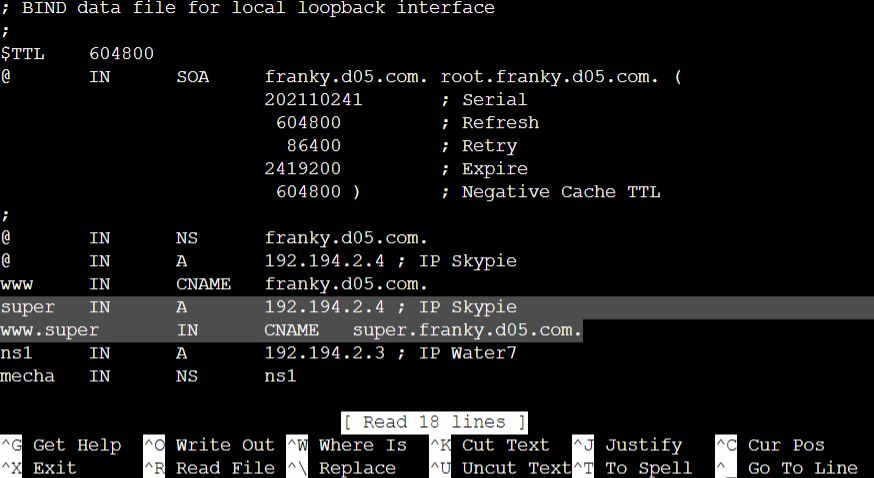 ; BIND data file for local loopback interface
;
$TTL    604800
@       IN      SOA     franky.d05.com. root.franky.d05.com. (
                        202110241       ; Serial
                         604800         ; Refresh
                          86400         ; Retry
                        2419200         ; Expire
                         604800 )       ; Negative Cache TTL
;
@       IN      NS      franky.d05.com.
@       IN      A       192.194.2.4 ; IP Skypie
www     IN      CNAME   franky.d05.com.
super   IN      A       192.194.2.4 ; IP Skypie
www.super       IN      CNAME   super.franky.d05.com.
ns1     IN      A       192.194.2.3 ; IP Water7
mecha   IN      NS      ns1
[ Read 18 lines ]
^G Get Help  ^O Write Out ^W Where Is  ^K Cut Text  ^J Justify   ^C Cur Pos
^X Exit      ^R Read File ^\ Replace   ^U Uncut Text^T To Spell  ^_ Go To Line